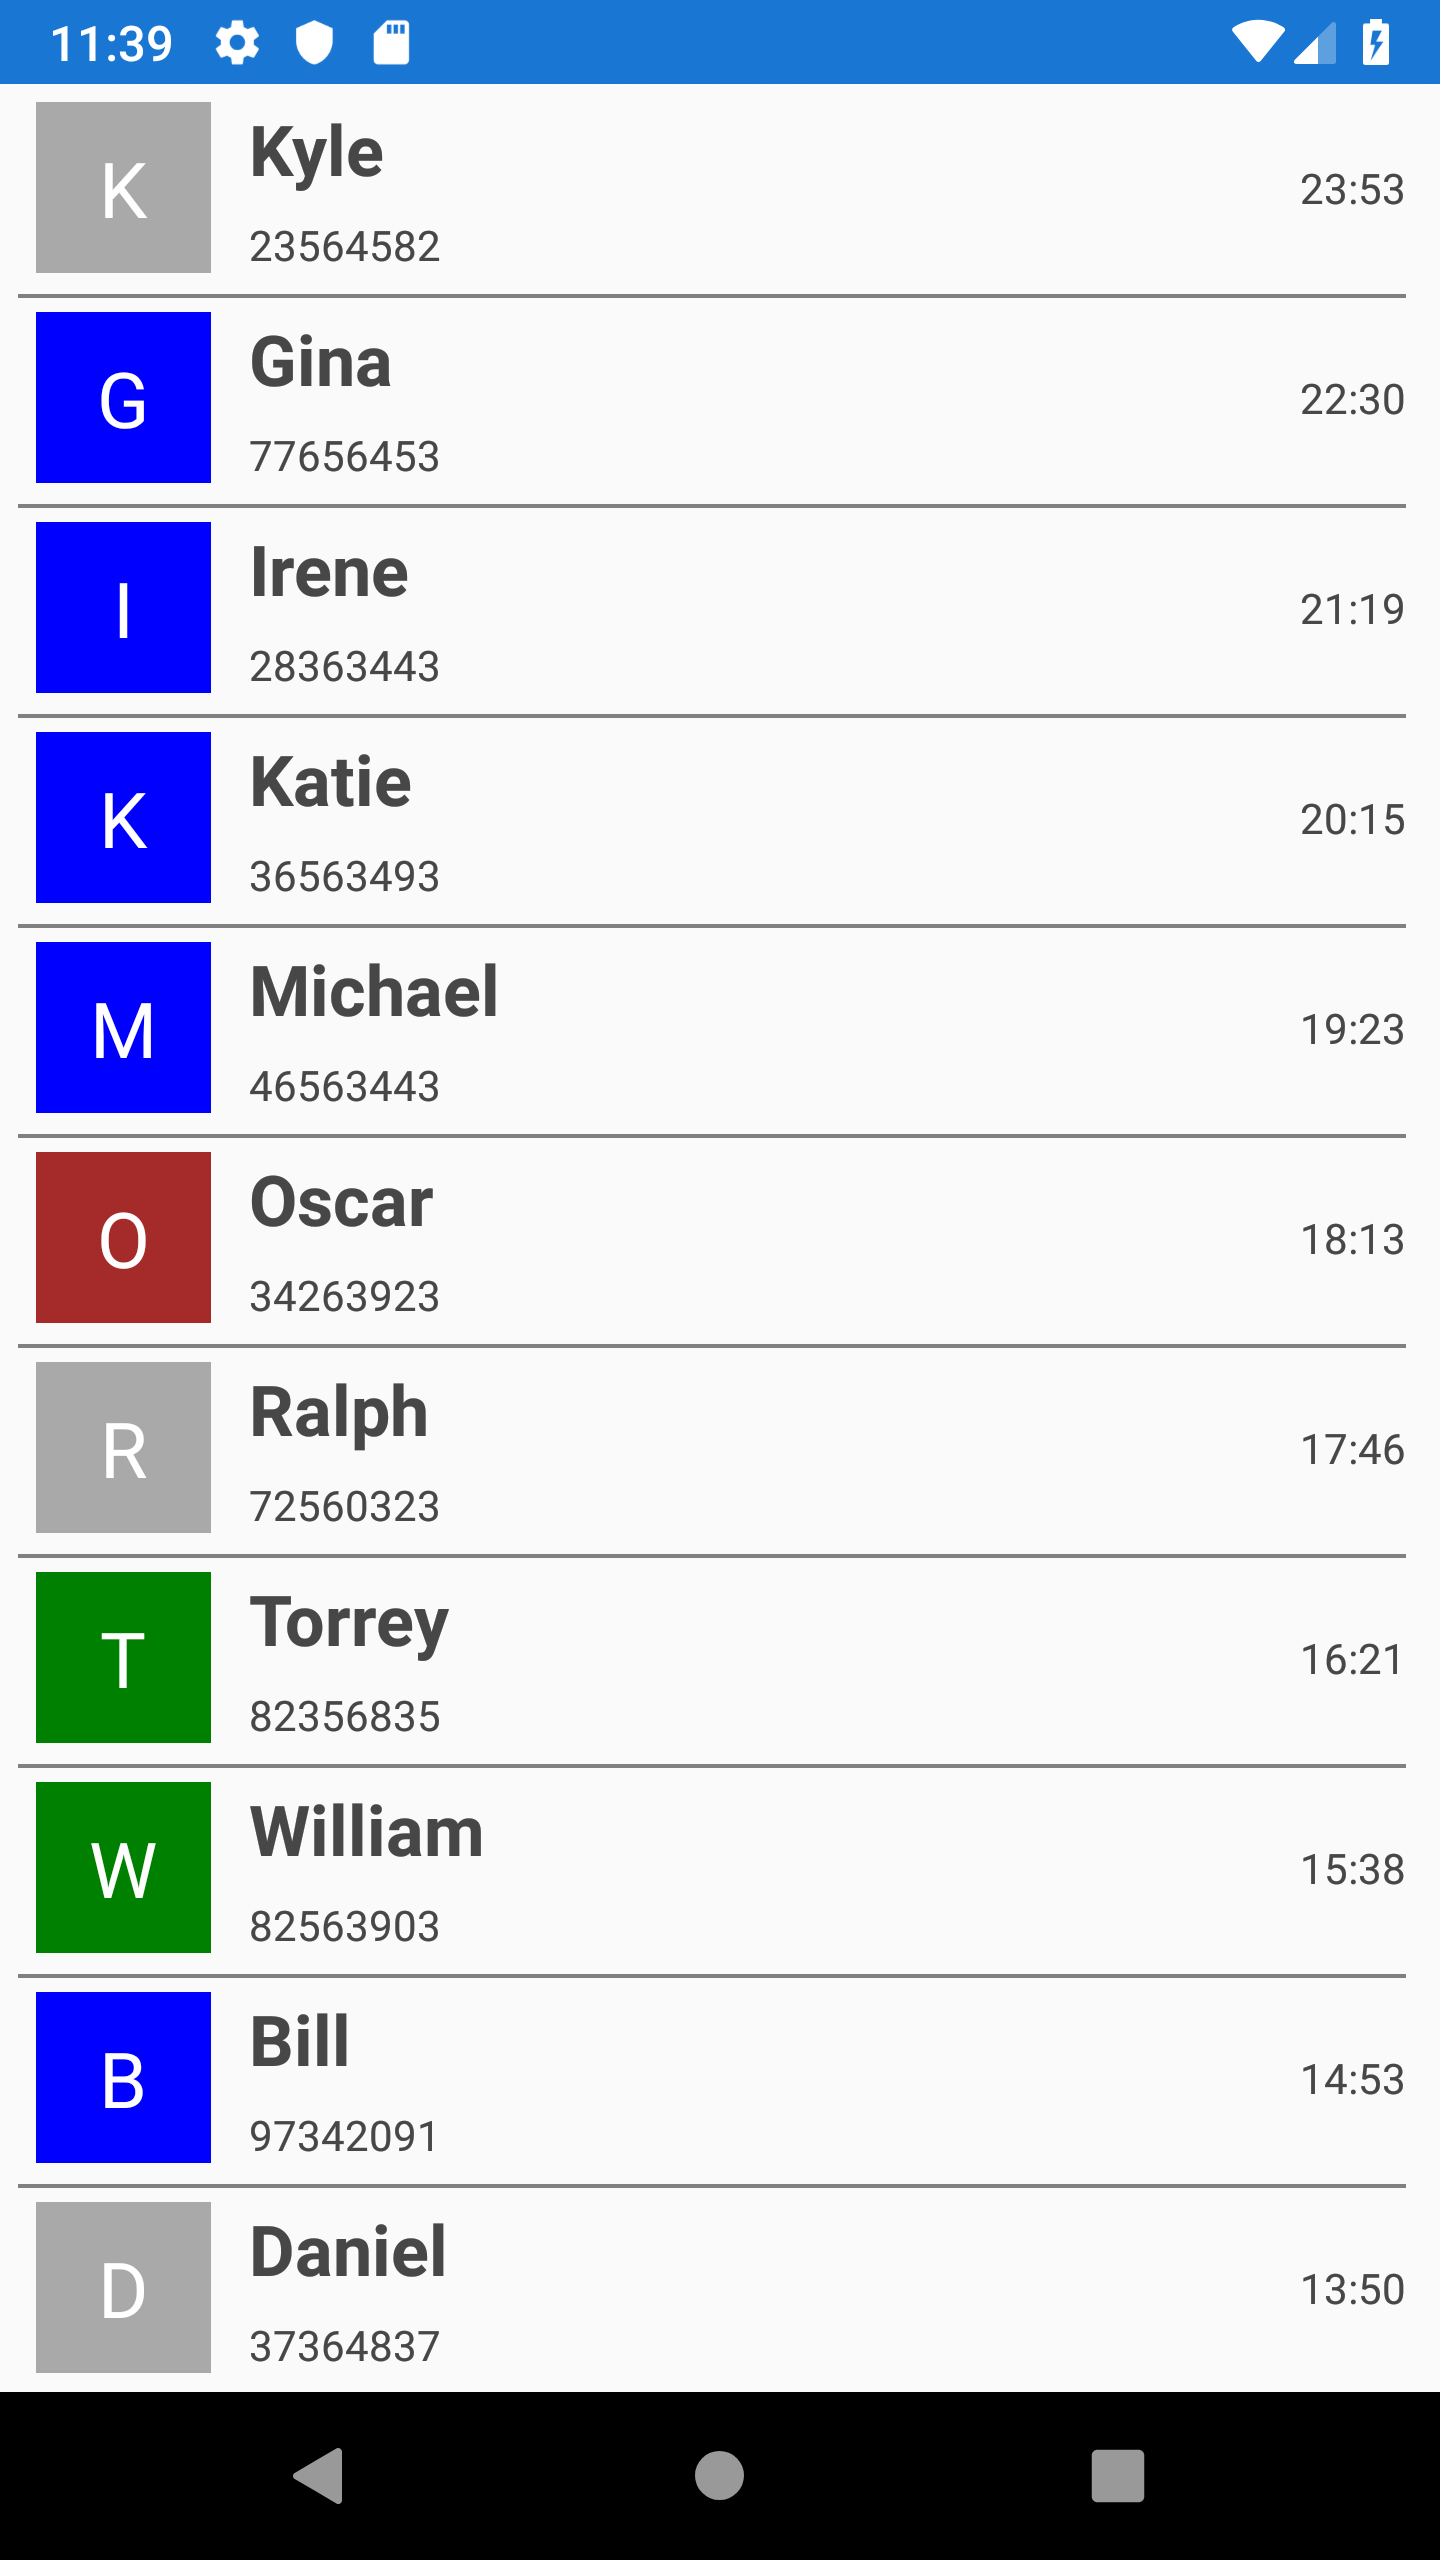 11:39
K
Kyle
23564582
23:53
G
Gina
77656453
22:30
I
Irene
28363443
21:19
K
Katie
36563493
20:15
M
Michael
46563443
19:23
O
Oscar
34263923
18:13
R
Ralph
72560323
17:46
T
Torrey
82356835
16:21
W
William
82563903
15:38
B
Bill
97342091
14:53
D
Daniel
37364837
13:50